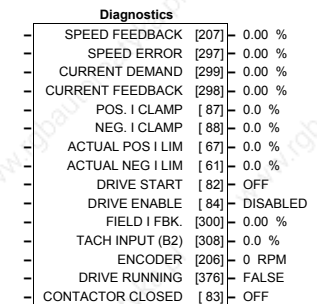 Diagnostics
SPEED FEEDBACK [207] 0.00 %
SPEED ERROR [297] 0.00 %
CURRENT DEMAND [299] 0.00 %
CURRENT FEEDBACK [298] 0.00 %
POS. I CLAMP [ 87] 0.0 %
NEG. I CLAMP [ 88] 0.0 %
ACTUAL POS I LIM [ 67] 0.0 %
ACTUAL NEG I LIM [ 61] 0.0 %
DRIVE START [ 82] OFF
DRIVE ENABLE [ 84] DISABLED
FIELD I FBK. [300] 0.00 %
TACH INPUT (B2) [308] 0.0 %
ENCODER [206] 0 RPM
DRIVE RUNNING [376] FALSE
CONTACTOR CLOSED [ 83] OFF